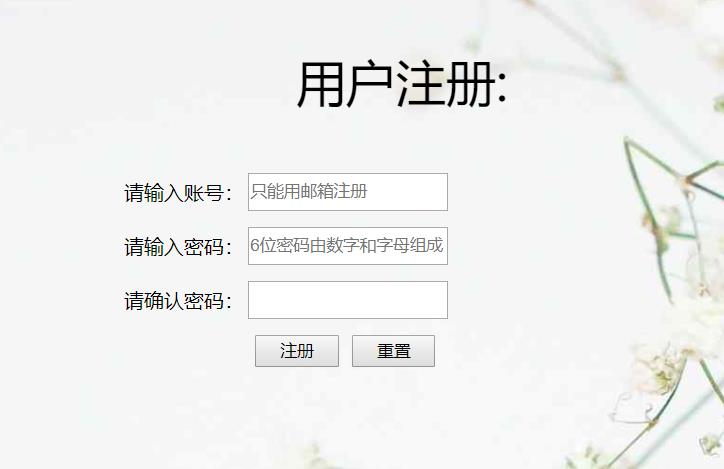 用户注册:
请输入账号： 只能用邮箱注册
请输入密码： 6位密码由数字和字母组成
请确认密码：
注册 重置